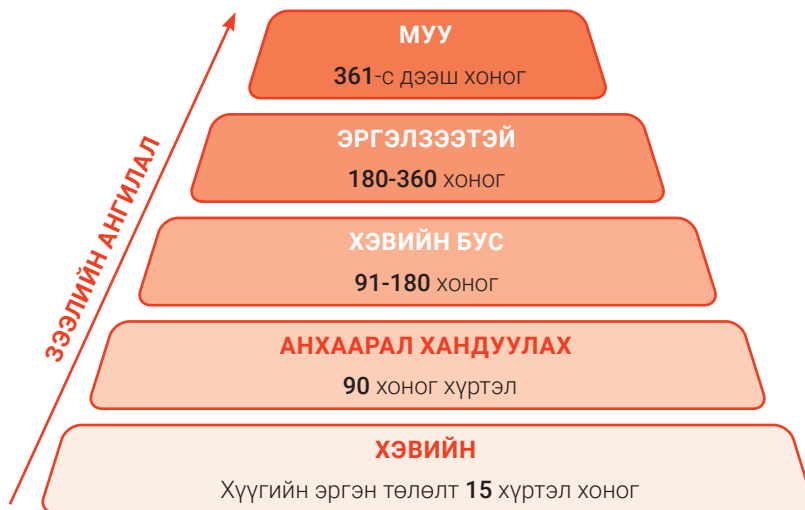 МУУ
361-с дээш хоног
ЭРГЭЛЗЭЭТЭЙ
180-360 хоног
ХЭВИЙН БУС
91-180 хоног
АНХААРАЛ ХАНДУУЛАХ
90 хоног хүртэл
ХЭВИЙН
Хүүгийн эргэн төлөлт 15 хүртэл хоног
ЗЭЭЛИЙН АНГИЛАЛ